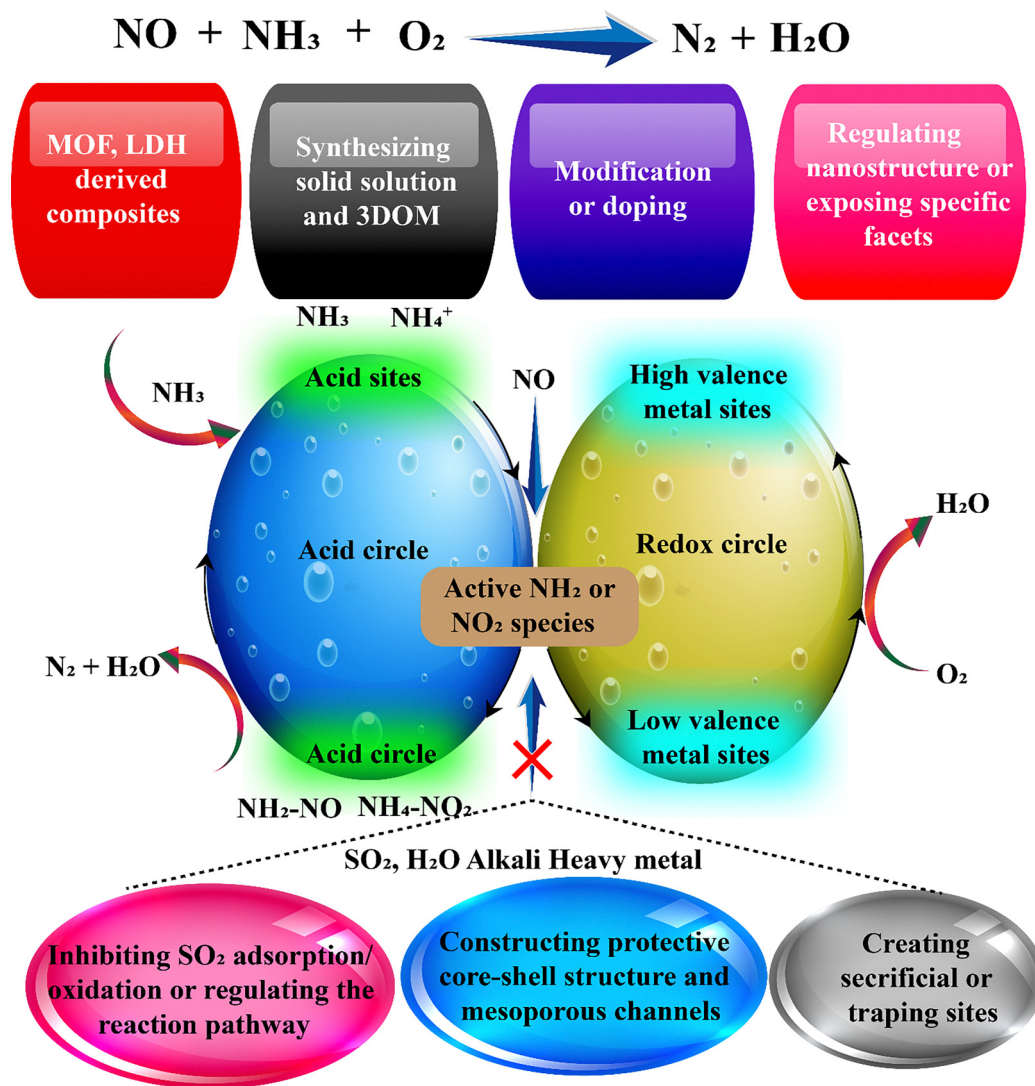 NO + NH₃ + O₂ N₂ + H₂O
MOF, LDH
derived
composites
Synthesizing
solid solution
and 3DOM
Modification
or doping
Regulating
nanostructure or
exposing specific
facets
NH₃ NH₄⁺
Acid sites
NH₃
NO
High valence
metal sites
H₂O
Acid circle
Redox circle
Active NH₂ or
NO₂ species
N₂ + H₂O
O₂
Acid circle
Low valence
metal sites
NH₂-NO NH₄-NO₂
SO₂, H₂O Alkali Heavy metal
Inhibiting SO₂ adsorption/
oxidation or regulating the
reaction pathway
Constructing protective
core-shell structure and
mesoporous channels
Creating
secrificial or
traping sites